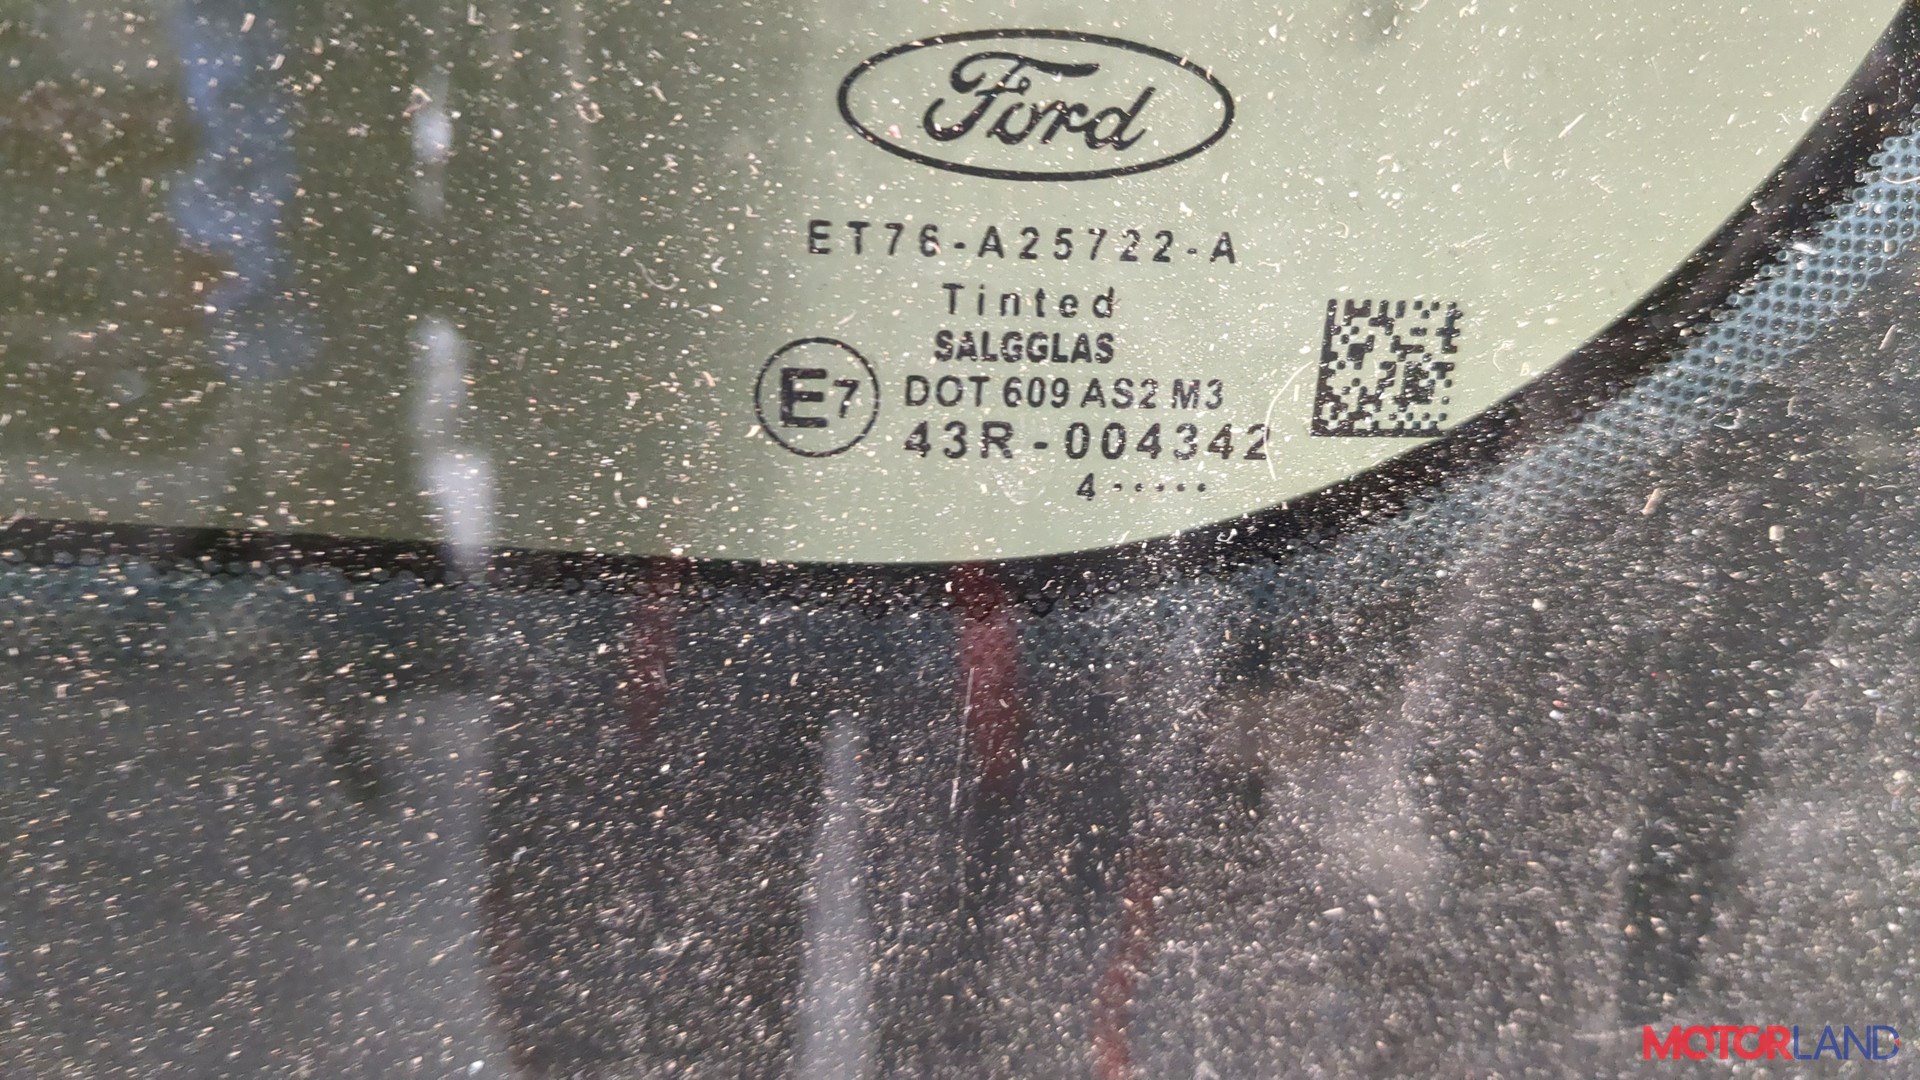 Ford
ET76-A25722-A
Tinted
SALGGLAS
E7
DOT 609 AS2 M3
43R-004342
4 ·····
MOTORLAND